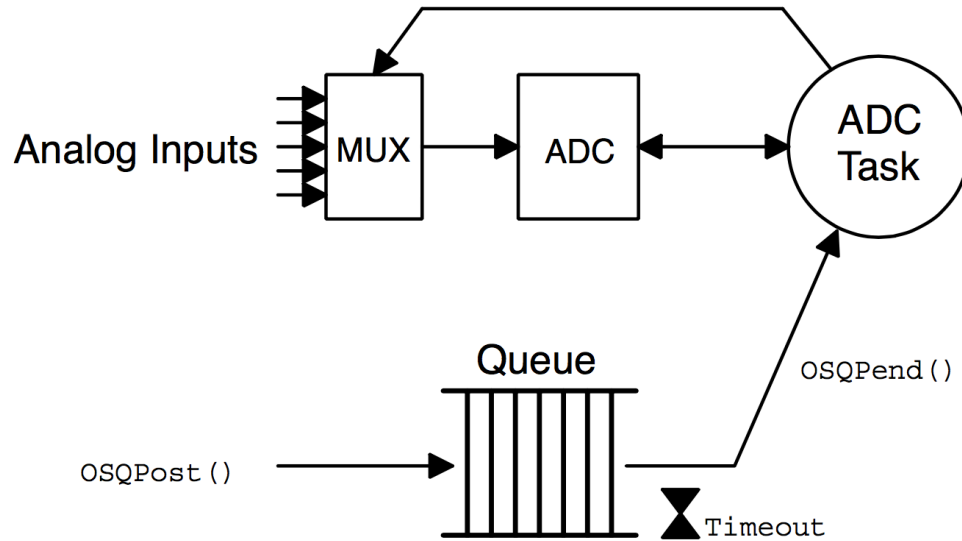 ADC
Task
Analog Inputs
MUX
ADC
Queue
OSQPend()
OSQPost()
Timeout